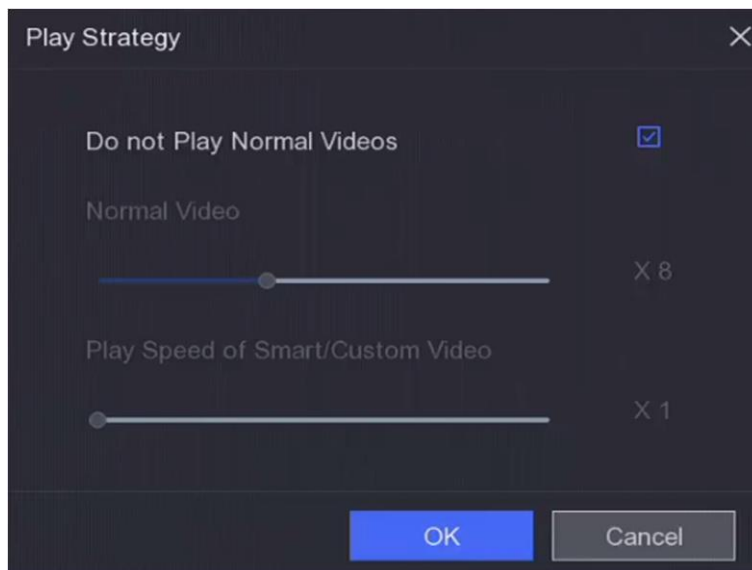 Play Strategy
Do not Play Normal Videos
Normal Video
X 8
Play Speed of Smart/Custom Video
X 1
OK
Cancel